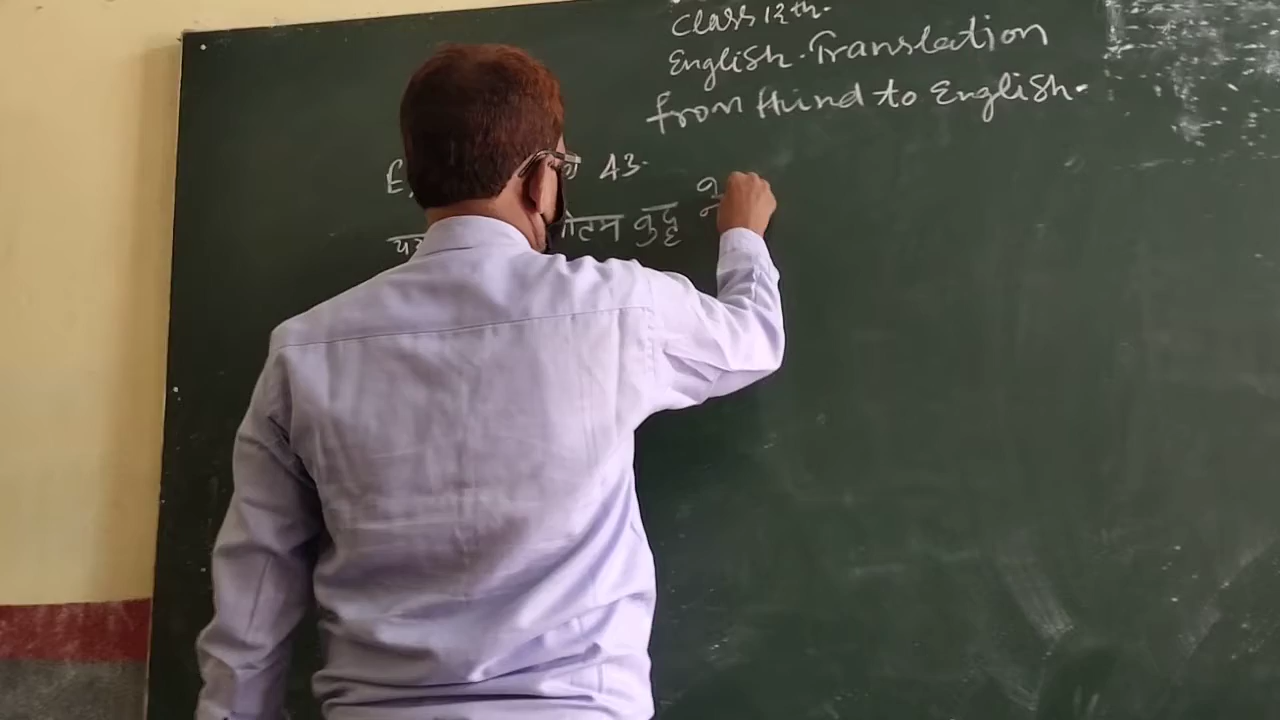 Class 12th.
English. Translation
from Hind to English.
43.
गोतम बुद्ध